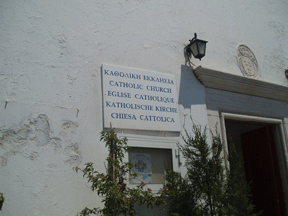 ΚΑΘΟΛΙΚΗ ΕΚΚΛΗΣΙΑ
CATHOLIC CHURCH
EGLISE CATHOLIQUE
KATHOLISCHE KIRCHE
CHIESA CATTOLICA